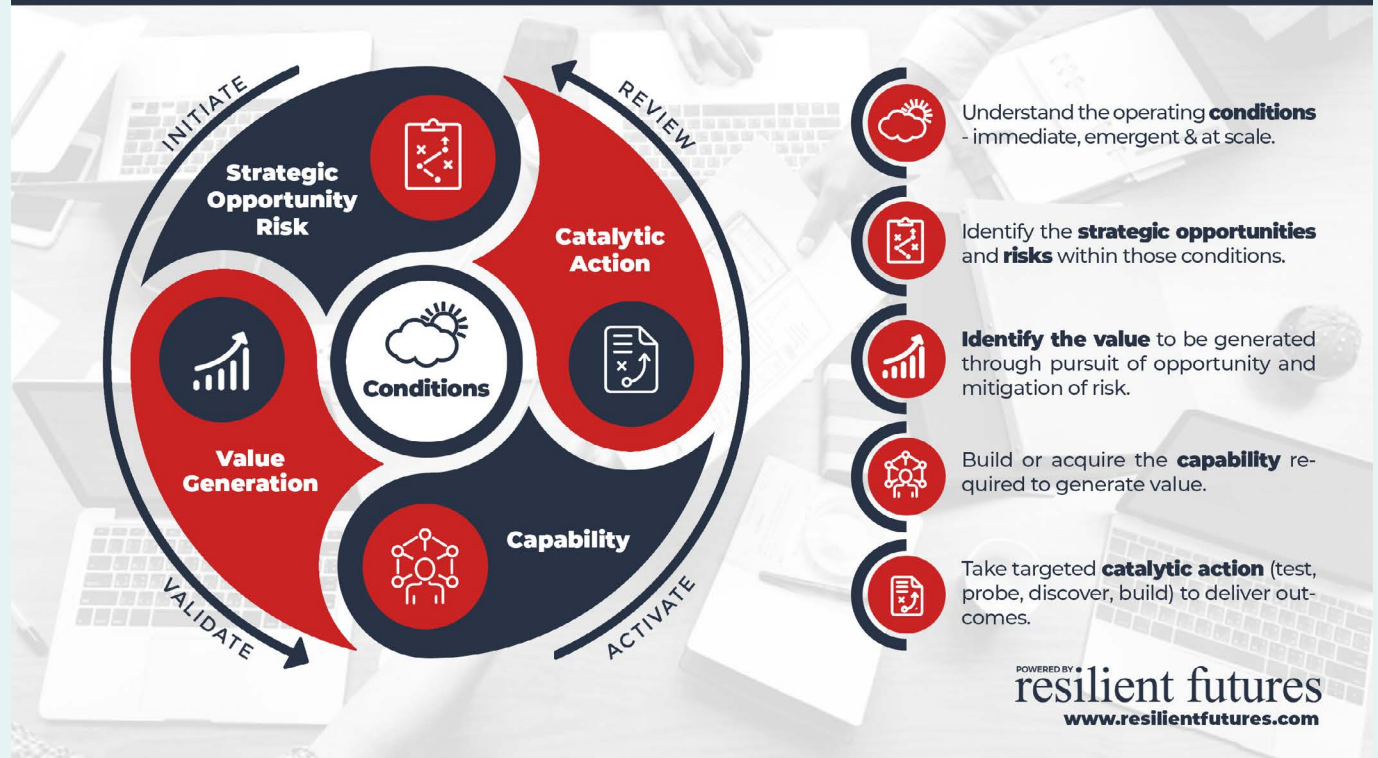 INITIATE
REVIEW
Strategic
Opportunity
Risk
Catalytic
Action
Conditions
Value
Generation
Capability
VALIDATE
ACTIVATE
Understand the operating conditions
- immediate, emergent & at scale.
Identify the strategic opportunities
and risks within those conditions.
Identify the value to be generated
through pursuit of opportunity and
mitigation of risk.
Build or acquire the capability re-
quired to generate value.
Take targeted catalytic action (test,
probe, discover, build) to deliver out-
comes.
POWERED BY
resilient futures
www.resilientfutures.com